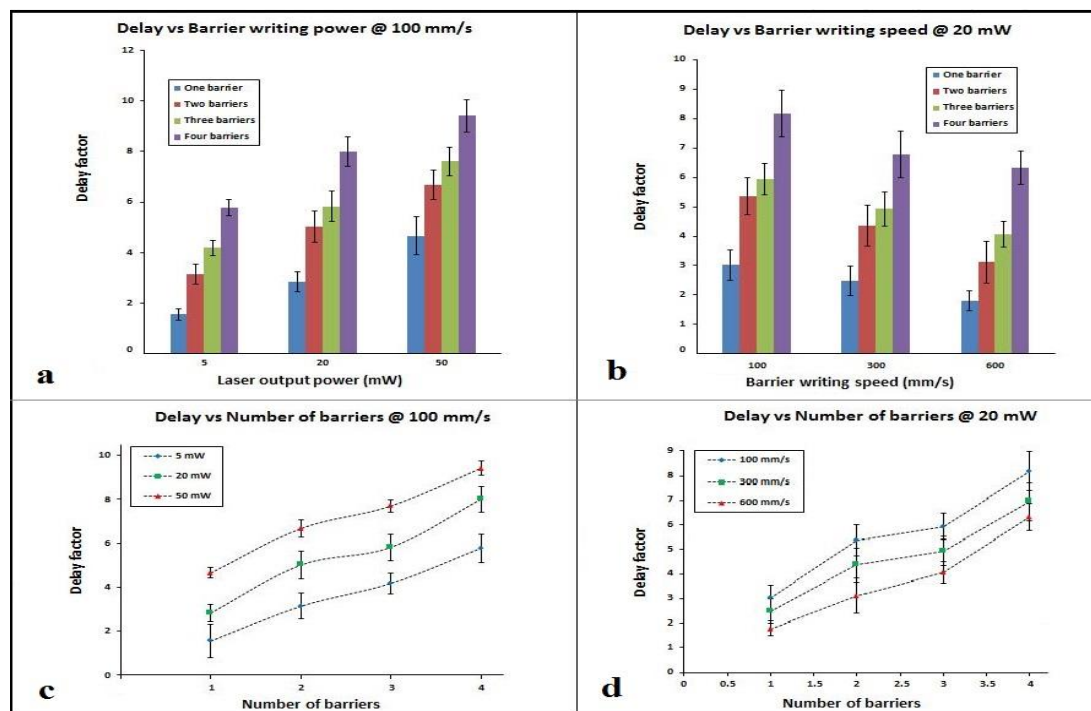 Delay vs Barrier writing power @ 100 mm/s
12
10
8
6
4
2
0
Delay factor
One barrier
Two barriers
Three barriers
Four barriers
5
20
50
Laser output power (mW)
a
Delay vs Barrier writing speed @ 20 mW
10
9
8
7
6
5
4
3
2
1
0
Delay factor
One barrier
Two barriers
Three barriers
Four barriers
100
300
600
Barrier writing speed (mm/s)
b
Delay vs Number of barriers @ 100 mm/s
10
8
6
4
2
0
Delay factor
5 mW
20 mW
50 mW
1
2
3
4
Number of barriers
c
Delay vs Number of barriers @ 20 mW
9
8
7
6
5
4
3
2
1
0
Delay factor
100 mm/s
300 mm/s
600 mm/s
0
0.5
1
1.5
2
2.5
3
3.5
4
Number of barriers
d